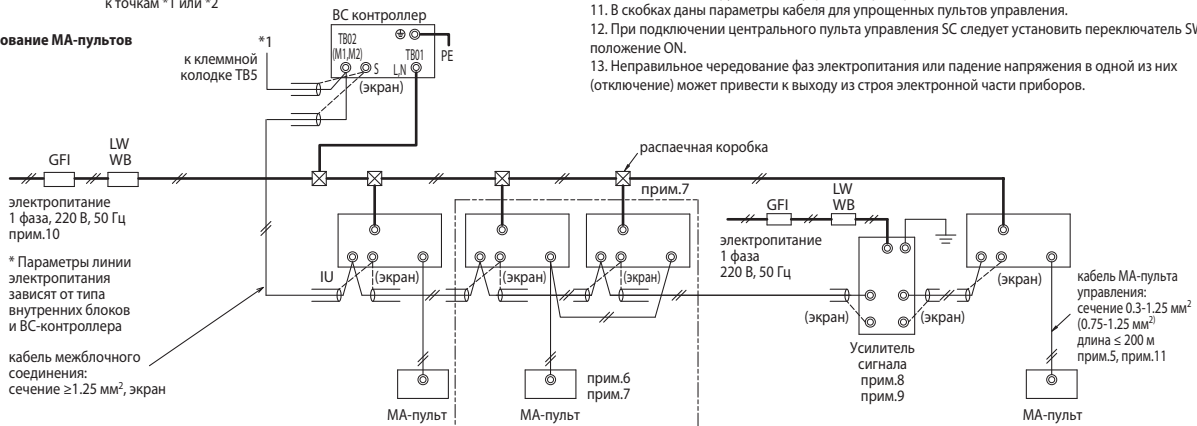 к точкам *1 или *2
ование МА-пультов
*1
к клеммной
колодке TB5
BC контроллер
TB02
(M1,M2)
S
(экран)
L,N
TB01
PE
11. В скобках даны параметры кабеля для упрощенных пультов управления.
12. При подключении центрального пульта управления SC следует установить переключатель SW
положение ON.
13. Неправильное чередование фаз электропитания или падение напряжения в одной из них
(отключение) может привести к выходу из строя электронной части приборов.
распаечная коробка
GFI
LW
WB
электропитание
1 фаза, 220 В, 50 Гц
прим.10
* Параметры линии
электропитания
зависят от типа
внутренних блоков
и BC-контроллера
кабель межблочного
соединения:
сечение ≥1.25 мм², экран
IU
(экран)
(экран)
(экран)
прим.7
МА-пульт
МА-пульт
прим.6
прим.7
GFI
LW
WB
электропитание
1 фаза
220 В, 50 Гц
(экран)
(экран)
Усилитель
сигнала
прим.8
прим.9
(экран)
МА-пульт
кабель МА-пульта
управления:
сечение 0.3-1.25 мм²
(0.75-1.25 мм²⁾
длина ≤ 200 м
прим.5, прим.11